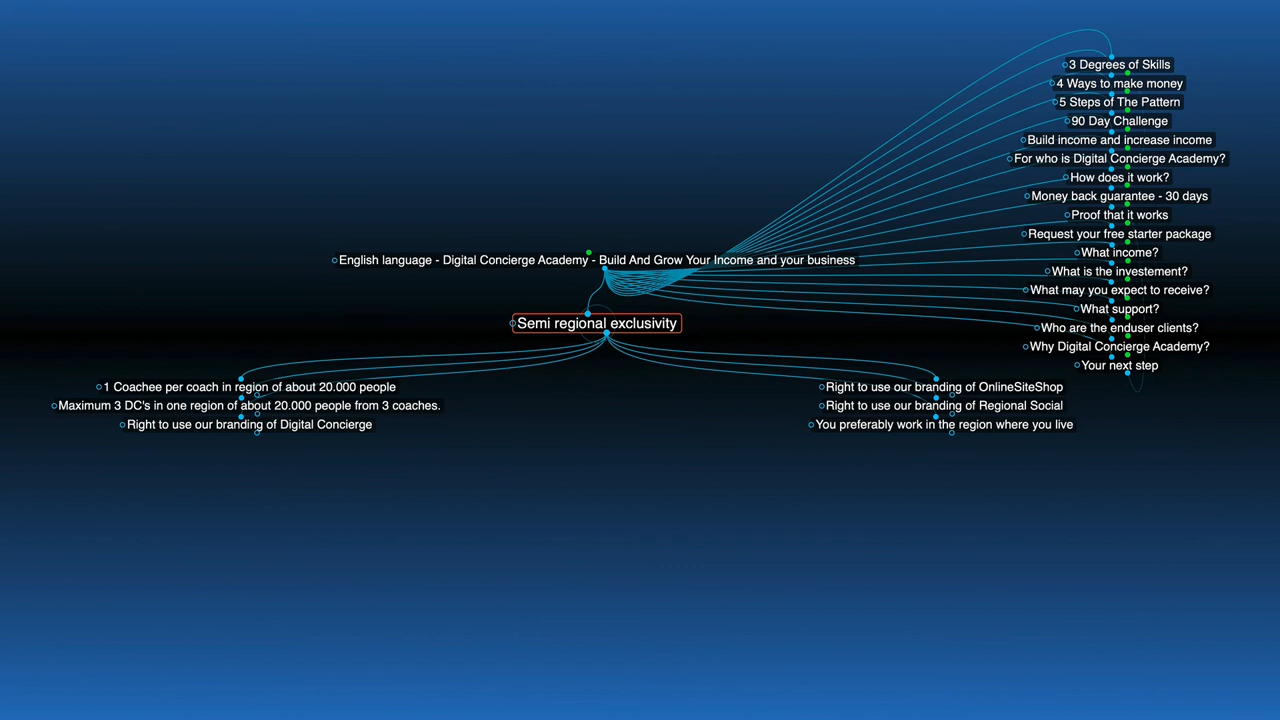 3 Degrees of Skills
4 Ways to make money
5 Steps of The Pattern
90 Day Challenge
Build income and increase income
For who is Digital Concierge Academy?
How does it work?
Money back guarantee - 30 days
Proof that it works
Request your free starter package
What income?
What is the investement?
What may you expect to receive?
What support?
Who are the enduser clients?
Why Digital Concierge Academy?
Your next step
English language - Digital Concierge Academy - Build And Grow Your Income and your business
Semi regional exclusivity
1 Coachee per coach in region of about 20.000 people
Maximum 3 DC's in one region of about 20.000 people from 3 coaches.
Right to use our branding of Digital Concierge
Right to use our branding of OnlineSiteShop
Right to use our branding of Regional Social
You preferably work in the region where you live